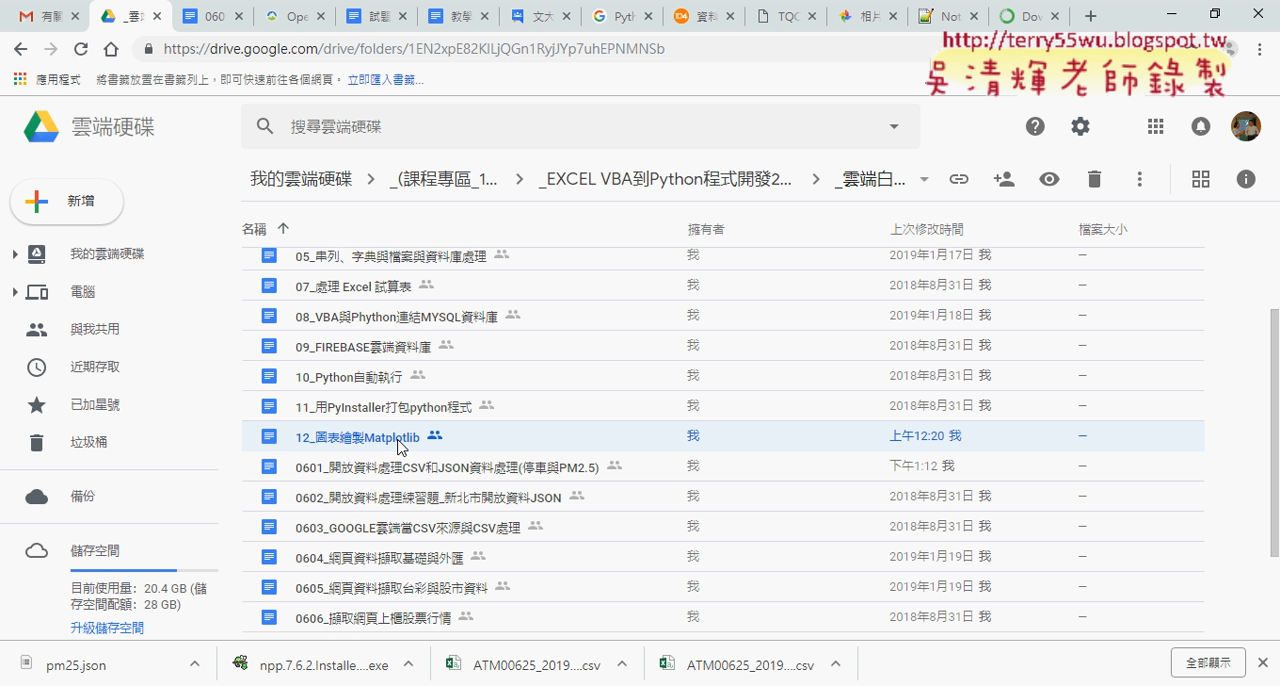 有關
_雲端
060
Ope
試題
教學
文大
Pyth
資料
TQC
相片
Not
Dov
https://drive.google.com/drive/folders/1EN2xpE82KILjQGn1RyjJYp7uhEPNMNSb
http://terry55wu.blogspot.tw
吳清輝老師錄製
應用程式 將書籤放置在書籤列上，即可快速前往各個網頁。 立即匯入書籤...
雲端硬碟
搜尋雲端硬碟
新增
我的雲端硬碟 > _(課程專區_1... > _EXCEL VBA到Python程式開發2... > _雲端白...
名稱 擁有者 上次修改時間 檔案大小
我的雲端硬碟
電腦
與我共用
近期存取
已加星號
垃圾桶
備份
儲存空間
目前使用量：20.4 GB (儲
存空間配額：28 GB)
升級儲存空間
05_串列、字典與檔案與資料庫處理 我 2019年1月17日 我 –
07_處理 Excel 試算表 我 2018年8月31日 我 –
08_VBA與Phython連結MYSQL資料庫 我 2019年1月18日 我 –
09_FIREBASE雲端資料庫 我 2018年8月31日 我 –
10_Python自動執行 我 2018年8月31日 我 –
11_用PyInstaller打包python程式 我 2018年8月31日 我 –
12_圖表繪製Matplotlib 我 上午12:20 我 –
0601_開放資料處理CSV和JSON資料處理(停車與PM2.5) 我 下午1:12 我 –
0602_開放資料處理練習題_新北市開放資料JSON 我 2018年8月31日 我 –
0603_GOOGLE雲端當CSV來源與CSV處理 我 2018年8月31日 我 –
0604_網頁資料擷取基礎與外匯 我 2019年1月19日 我 –
0605_網頁資料擷取台彩與股市資料 我 2019年1月19日 我 –
0606_擷取網頁上櫃股票行情 我 2018年8月31日 我 –
pm25.json
npp.7.6.2.Installe....exe
ATM00625_2019....csv
ATM00625_2019....csv
全部顯示